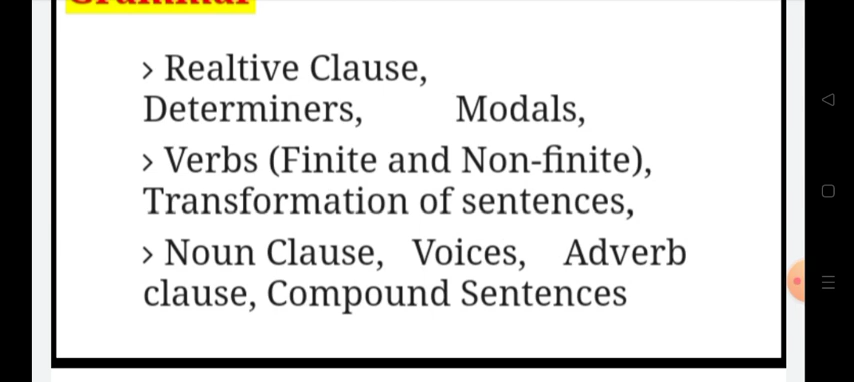 > Realtive Clause,
Determiners, Modals,
> Verbs (Finite and Non-finite),
Transformation of sentences,
> Noun Clause, Voices, Adverb
clause, Compound Sentences